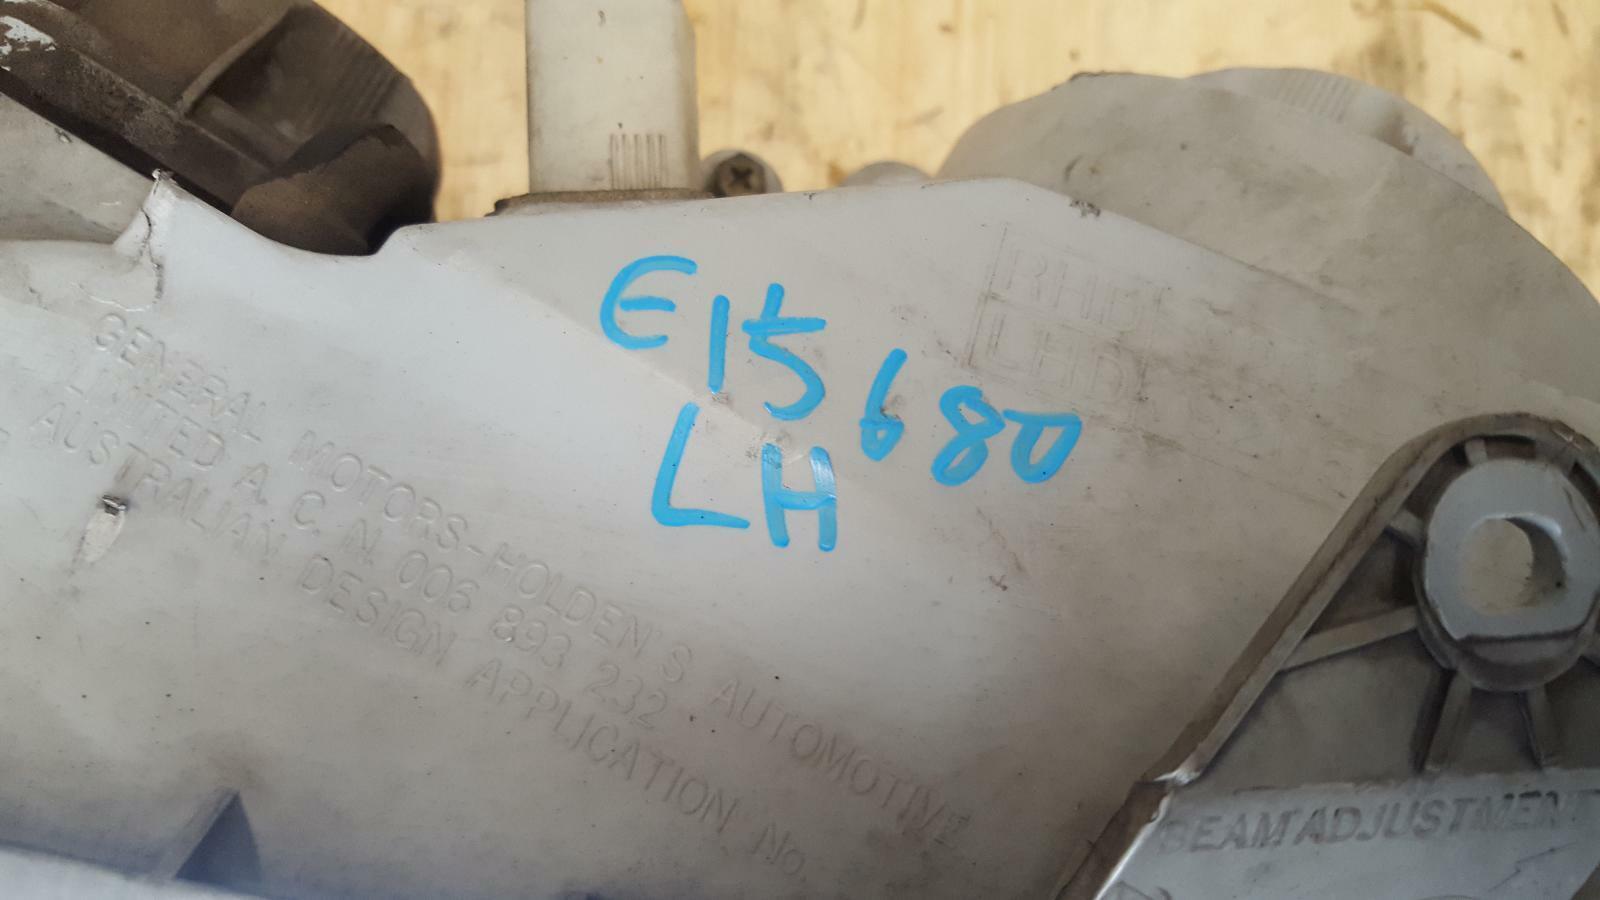 E15680
LH
RHD
LHD
GENERAL MOTORS-HOLDEN'S AUTOMOTIVE
LIMITED A. C. N. 006 893 232
AUSTRALIAN DESIGN APPLICATION No.
BEAM ADJUSTMENT